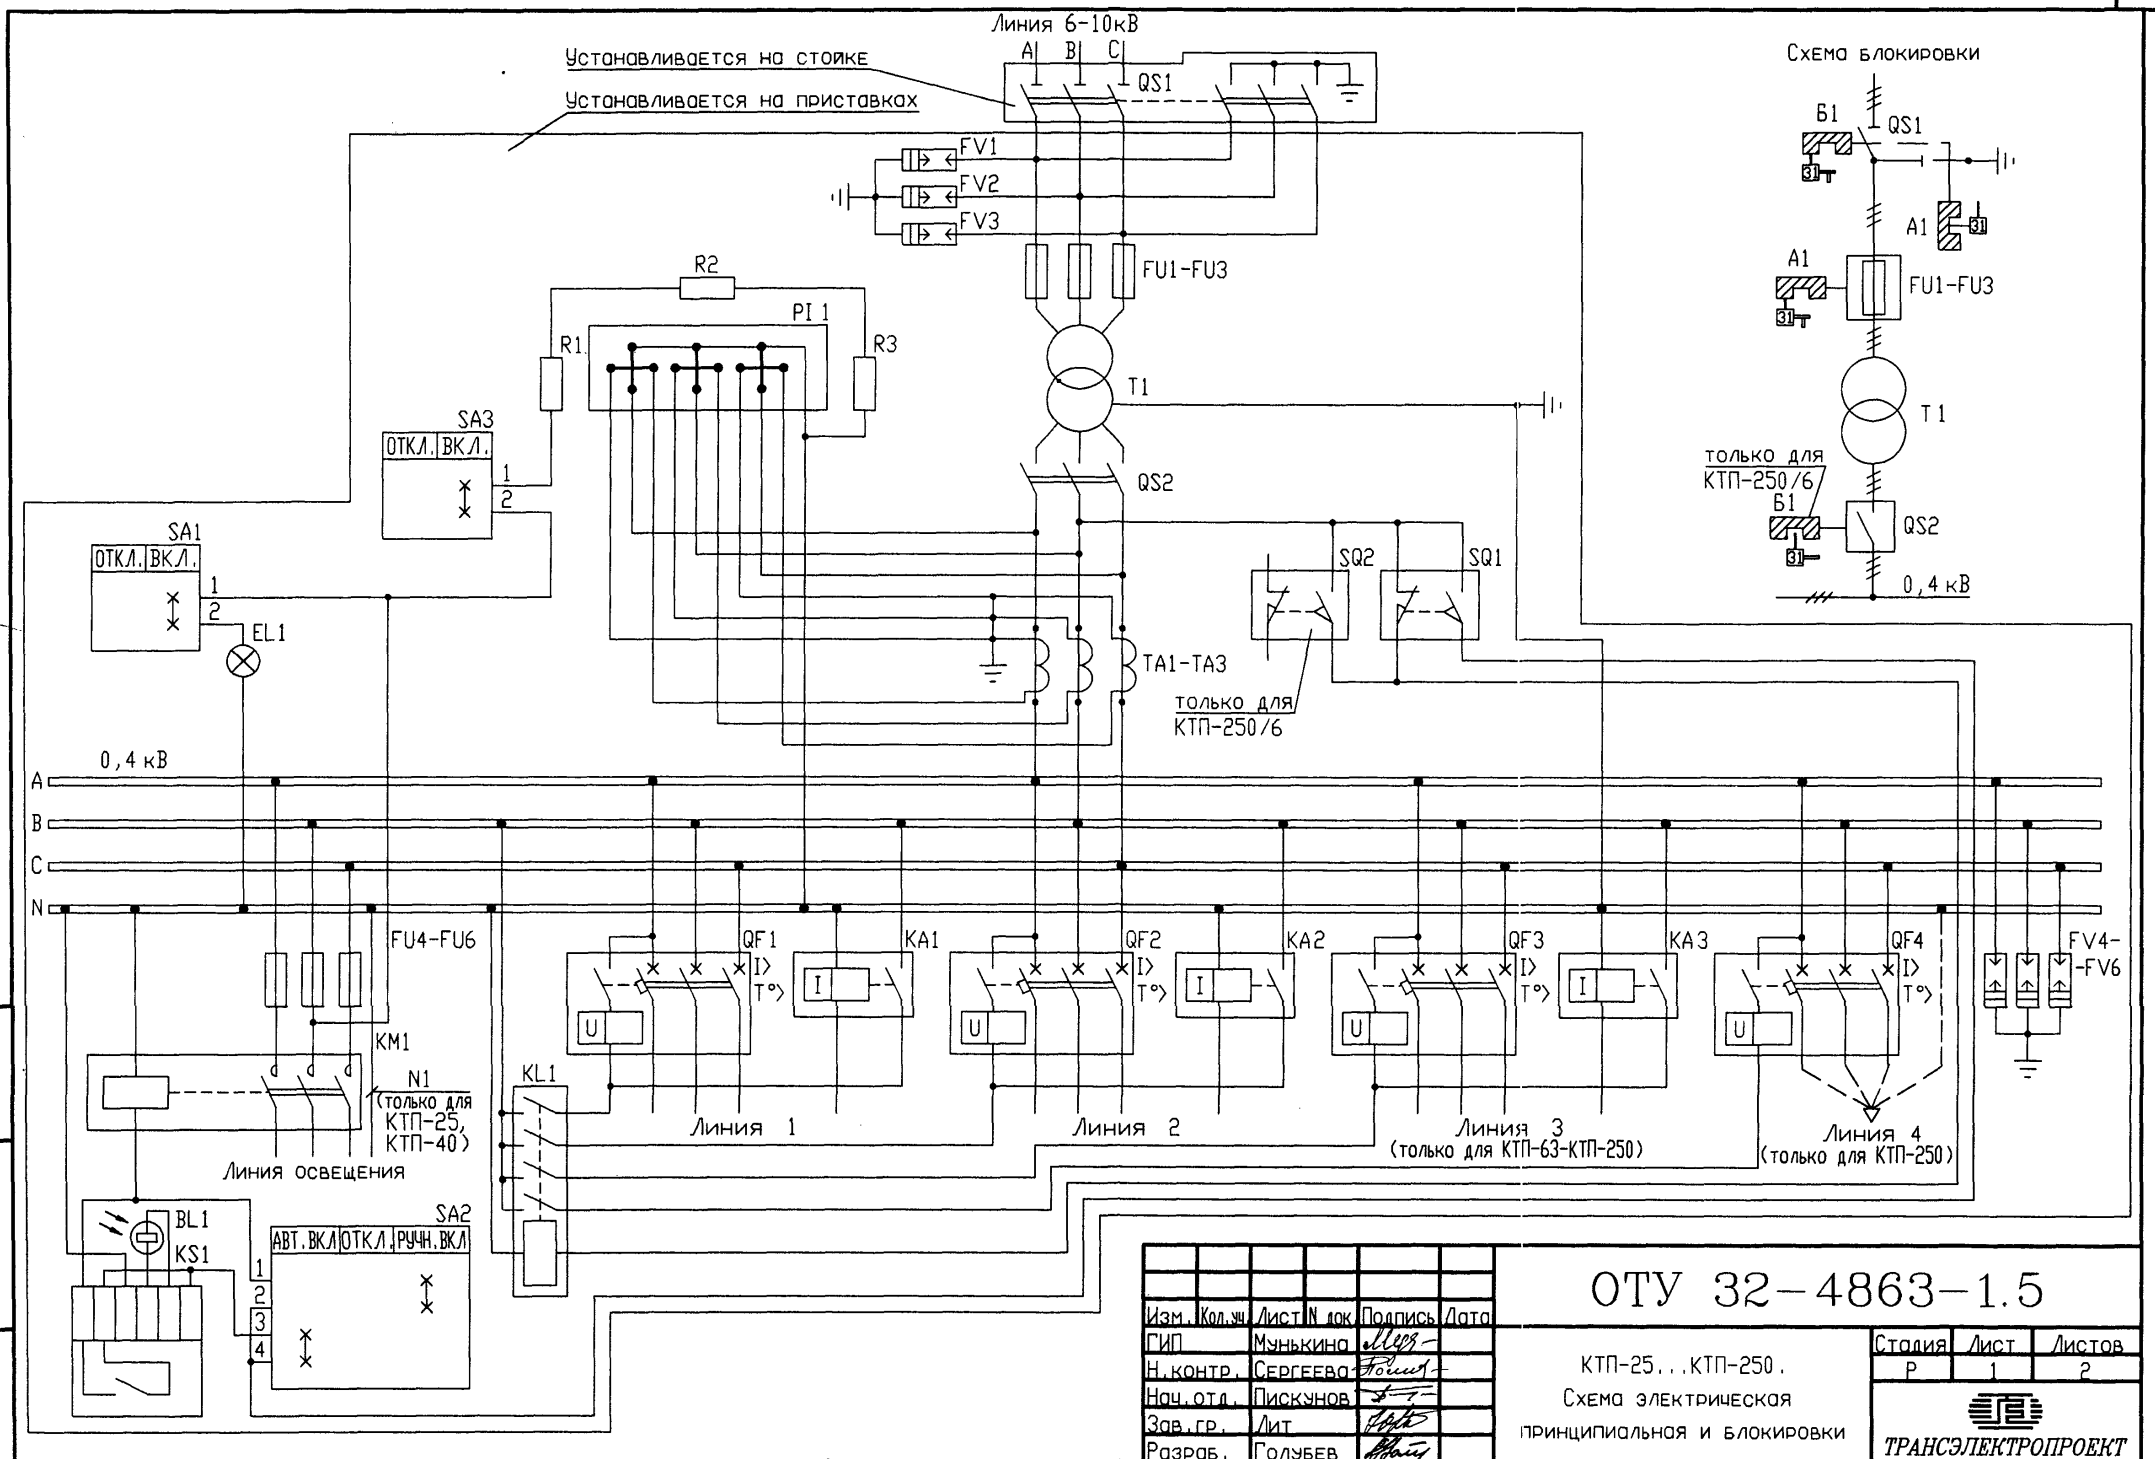 Линия 6-10кВ
A B C
Устанавливается на стойке
Устанавливается на приставках
QS1
FV1
FV2
FV3
FU1-FU3
R2
PI 1
R1
R3
T1
QS2
SA3
ОТКЛ. ВКЛ.
1
2
SA1
ОТКЛ. ВКЛ.
1
2
EL1
SQ2
SQ1
TA1-TA3
только для
КТП-250/6
Схема блокировки
Б1
QS1
31
А1
31
А1
31
FU1-FU3
T1
только для
КТП-250/6
Б1
31
QS2
0,4 кВ
0,4 кВ
A
B
C
N
FU4-FU6
KM1
N1
(только для
КТП-25,
КТП-40)
Линия освещения
QF1
I>
T°>
U
KA1
I
QF2
I>
T°>
U
KA2
I
QF3
I>
T°>
U
KA3
I
QF4
I>
T°>
U
FV4-
-FV6
KL1
Линия 1
Линия 2
Линия 3
(только для КТП-63-КТП-250)
Линия 4
(только для КТП-250)
BL1
KS1
SA2
АВТ.ВКЛ ОТКЛ. РУЧН.ВКЛ
1
2
3
4
ОТУ 32-4863-1.5
Изм. Кол.уч. Лист N док. Подпись Дата
ГИП Мунькина
Н.контр. Сергеева
Нач.отд. Пискунов
Зав.гр. Лит
Разраб. Голубев
КТП-25...КТП-250.
Схема электрическая
принципиальная и блокировки
Стадия Лист Листов
Р 1 2
ТРАНСЭЛЕКТРОПРОЕКТ